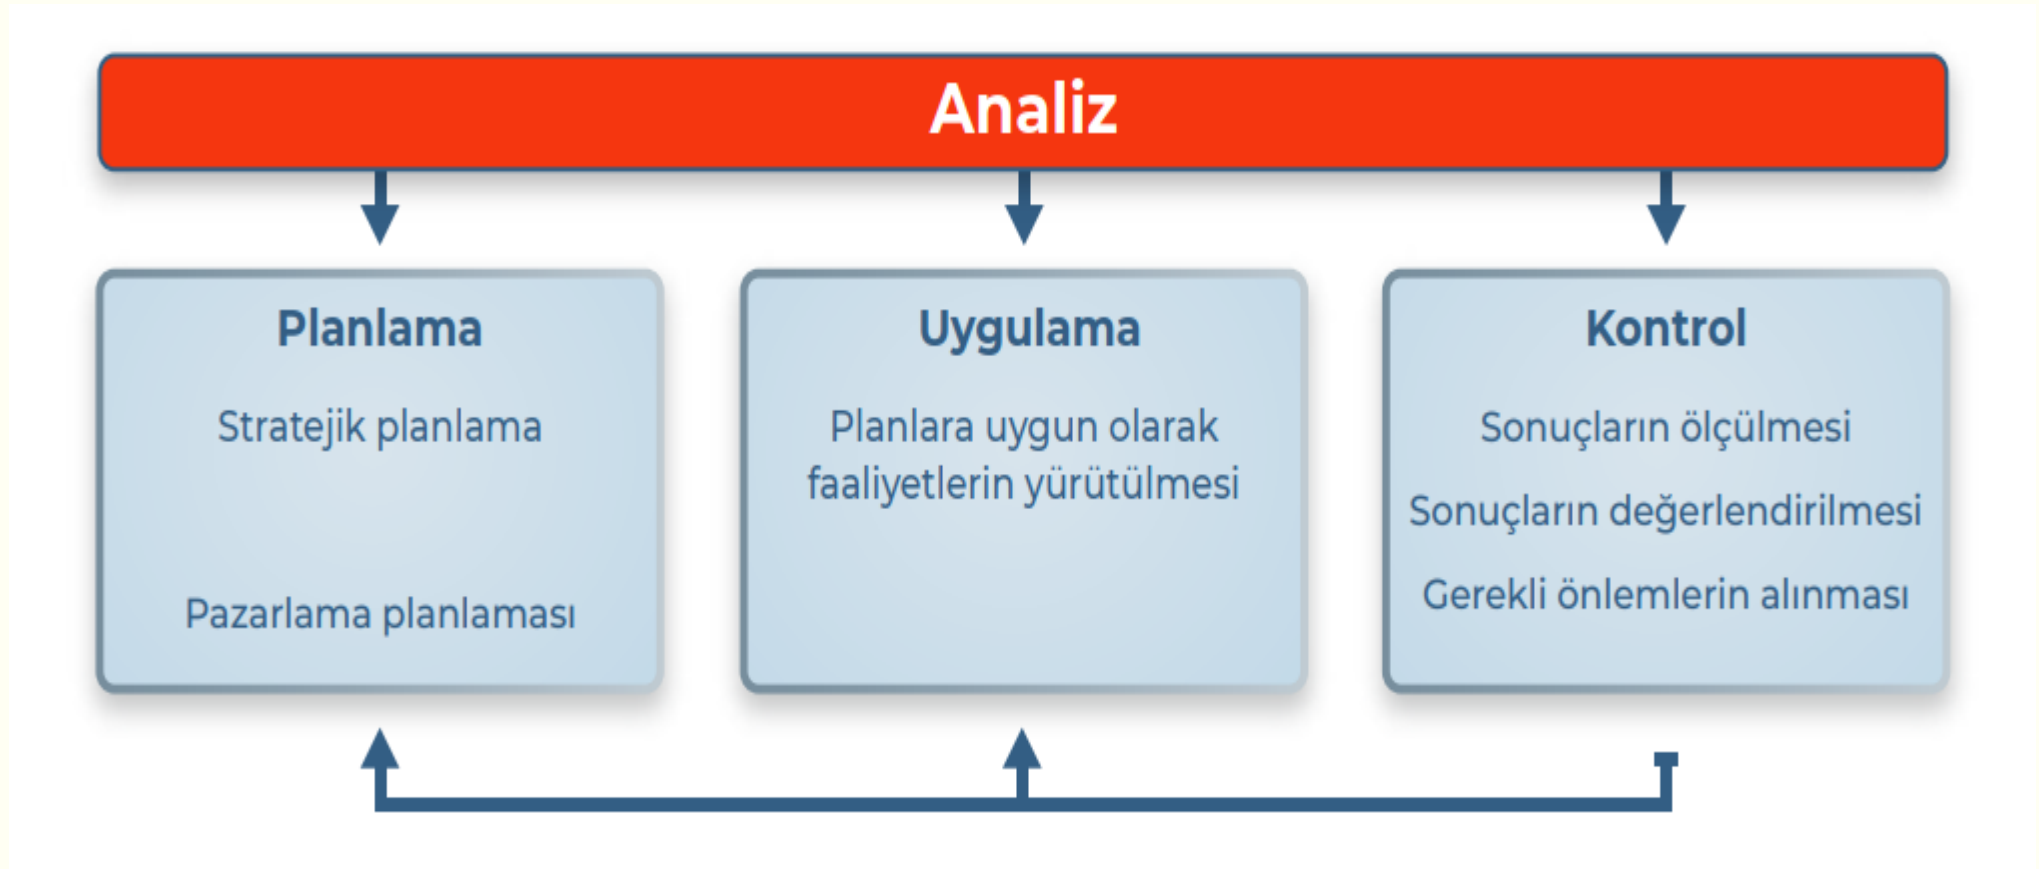 Analiz
Planlama
Stratejik planlama
Pazarlama planlaması
Uygulama
Planlara uygun olarak
faaliyetlerin yürütülmesi
Kontrol
Sonuçların ölçülmesi
Sonuçların değerlendirilmesi
Gerekli önlemlerin alınması